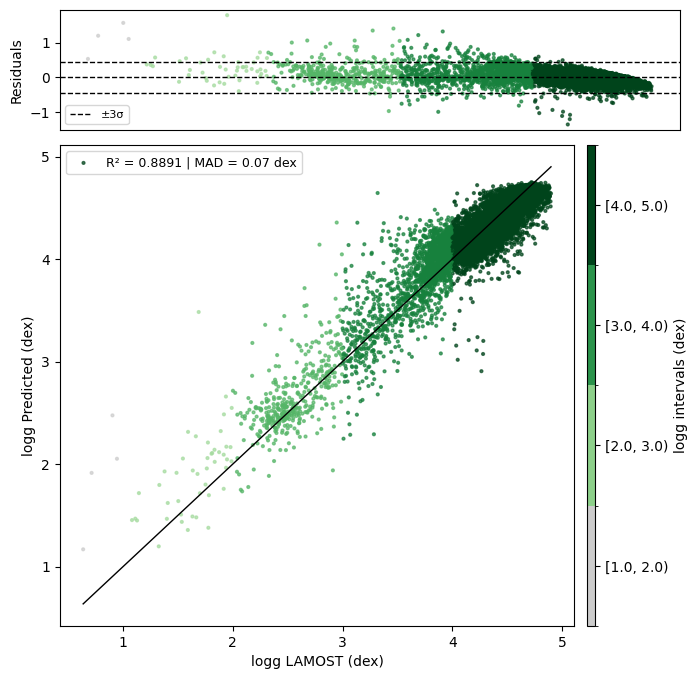 Residuals
1
0
−1
±3σ
R² = 0.8891 | MAD = 0.07 dex
logg Predicted (dex)
5
4
3
2
1
1 2 3 4 5
logg LAMOST (dex)
[4.0, 5.0)
[3.0, 4.0)
[2.0, 3.0)
[1.0, 2.0)
logg intervals (dex)